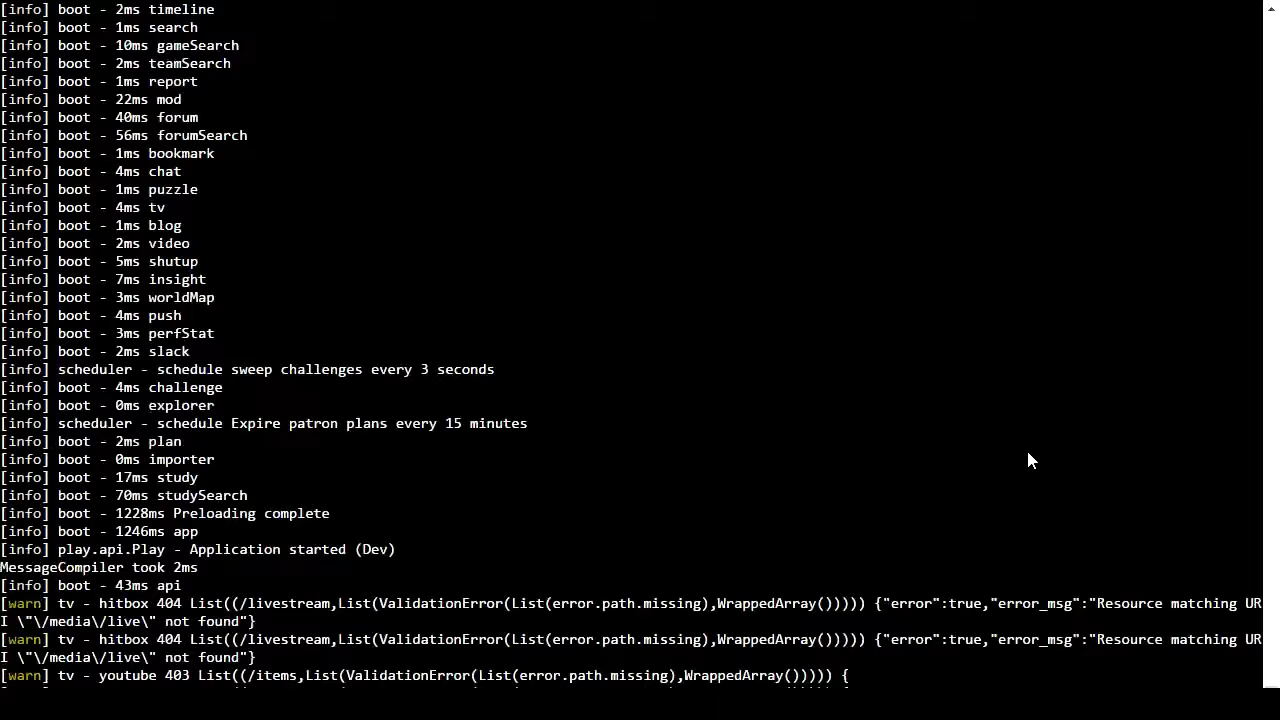 [info] boot - 2ms timeline
[info] boot - 1ms search
[info] boot - 10ms gameSearch
[info] boot - 2ms teamSearch
[info] boot - 1ms report
[info] boot - 22ms mod
[info] boot - 40ms forum
[info] boot - 56ms forumSearch
[info] boot - 1ms bookmark
[info] boot - 4ms chat
[info] boot - 1ms puzzle
[info] boot - 4ms tv
[info] boot - 1ms blog
[info] boot - 2ms video
[info] boot - 5ms shutup
[info] boot - 7ms insight
[info] boot - 3ms worldMap
[info] boot - 4ms push
[info] boot - 3ms perfStat
[info] boot - 2ms slack
[info] scheduler - schedule sweep challenges every 3 seconds
[info] boot - 4ms challenge
[info] boot - 0ms explorer
[info] scheduler - schedule Expire patron plans every 15 minutes
[info] boot - 2ms plan
[info] boot - 0ms importer
[info] boot - 17ms study
[info] boot - 70ms studySearch
[info] boot - 1228ms Preloading complete
[info] boot - 1246ms app
[info] play.api.Play - Application started (Dev)
MessageCompiler took 2ms
[info] boot - 43ms api
[warn] tv - hitbox 404 List((/livestream,List(ValidationError(List(error.path.missing),WrappedArray())))) {"error":true,"error_msg":"Resource matching UR
I \"\/media\/live\" not found"}
[warn] tv - hitbox 404 List((/livestream,List(ValidationError(List(error.path.missing),WrappedArray())))) {"error":true,"error_msg":"Resource matching UR
I \"\/media\/live\" not found"}
[warn] tv - youtube 403 List((/items,List(ValidationError(List(error.path.missing),WrappedArray())))) {